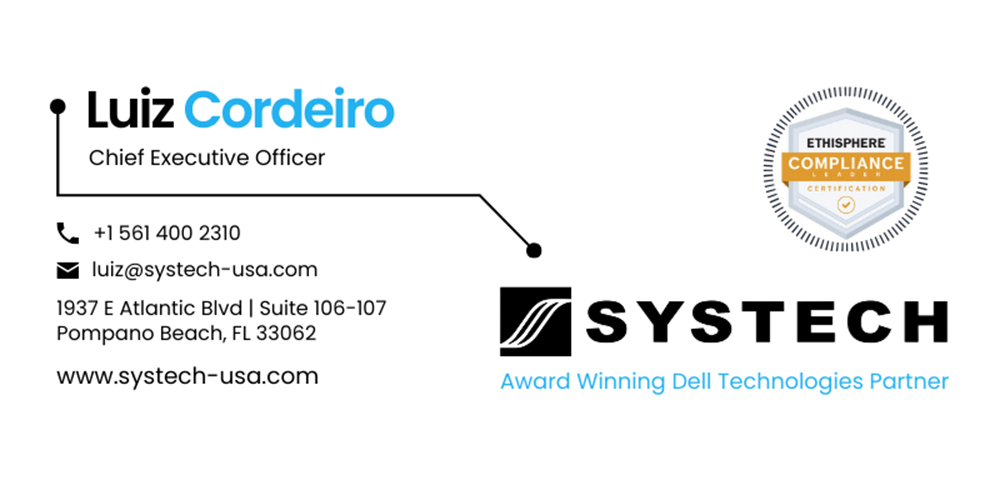 Luiz Cordeiro
Chief Executive Officer
+1 561 400 2310
luiz@systech-usa.com
1937 E Atlantic Blvd | Suite 106-107
Pompano Beach, FL 33062
www.systech-usa.com
ETHISPHERE
COMPLIANCE
LEADER
CERTIFICATION
SYSTECH
Award Winning Dell Technologies Partner